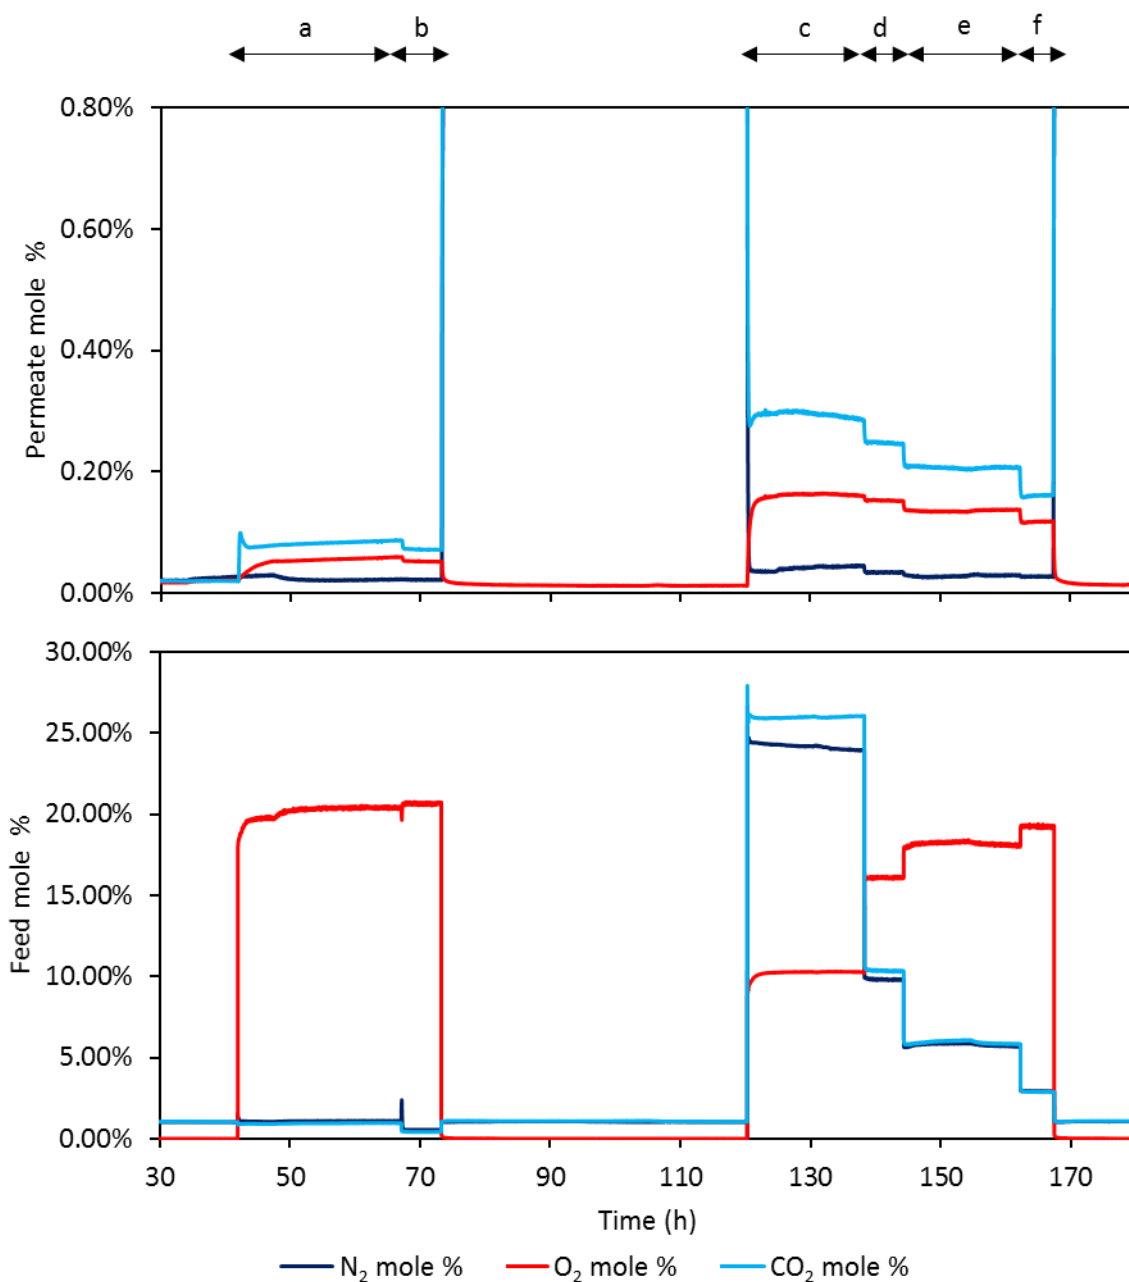 a b c d e f
0.80%
0.60%
0.40%
0.20%
0.00%
Permeate mole %
30.00%
25.00%
20.00%
15.00%
10.00%
5.00%
0.00%
Feed mole %
30 50 70 90 110 130 150 170
Time (h)
N₂ mole % O₂ mole % CO₂ mole %